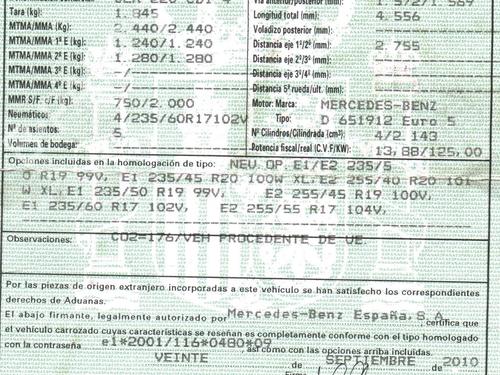 Tara (kg): 1.845
MTMA/MMA (Kg): 2.440/2.440
MTMA/MMA 1º E (Kg): 1.240/1.240
MTMA/MMA 2º E (Kg): 1.280/1.280
MTMA/MMA 3º E (Kg): -/
MTMA/MMA 4º E (Kg): -/
MMR S/F. c/F (kg): 750/2.000
Neumáticos: 4/235/60R17102V
Nº de asientos: 5
Volumen de bodega:
Vía anterior/posterior (mm): 1.572/1.569
Longitud total (mm): 4.556
Voladizo posterior (mm):
Distancia eje 1º/2º (mm): 2.755
Distancia eje 2º/3º (mm):
Distancia eje 3º/4º (mm):
Distancia 5ª rueda/ult. (mm):
Motor: Marca: MERCEDES-BENZ
Tipo: D 651912 Euro 5
Nº Cilindros/Cilindrada (cm³): 4/2.143
Potencia fiscal/real (C.V.F/KW): 13,88/125,00
Opciones incluidas en la homologación de tipo: NEU OP E1/E2 235/5
0 R19 99V, E1 235/45 R20 100W XL,E2 255/40 R20 101
W XL,E1 235/50 R19 99V, E2 255/45 R19 100V,
E1 235/60 R17 102V, E2 255/55 R17 104V,
Observaciones: CO2=176/VEH PROCEDENTE DE UE.
Por las piezas de origen extranjero incorporadas a este vehículo se han satisfecho los correspondientes
derechos de Aduanas.
El abajo firmante, legalmente autorizado por Mercedes-Benz España,S.A. , certifica que
el vehículo carrozado cuyas características se reseñan es completamente conforme con el tipo homologado
con la contraseña e1*2001/116*0480*09 , así como con las opciones arriba incluidas.
VEINTE de SEPTIEMBRE de 2010